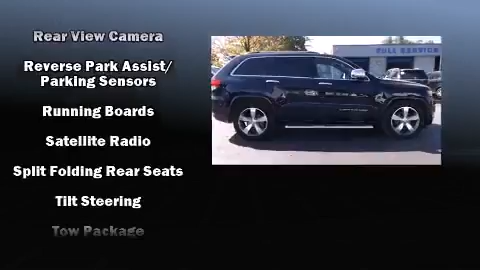 Rear View Camera
Reverse Park Assist/
Parking Sensors
Running Boards
Satellite Radio
Split Folding Rear Seats
Tilt Steering
Tow Package
FULL SERVICE